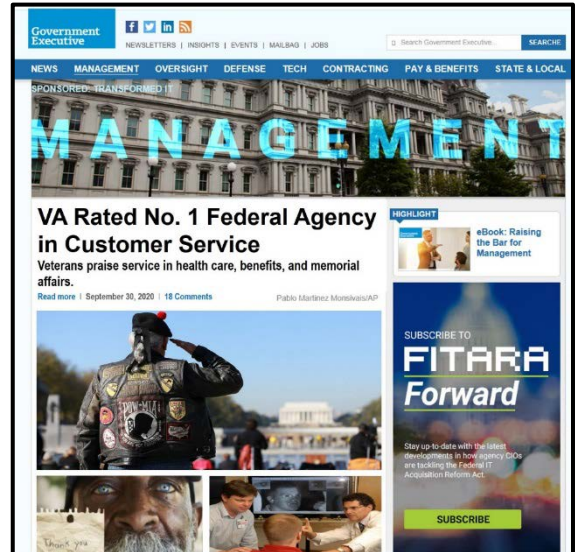 Government
Executive
NEWSLETTERS | INSIGHTS | EVENTS | MAILBAG | JOBS
Search Government Executive...
SEARCHE
NEWS MANAGEMENT OVERSIGHT DEFENSE TECH CONTRACTING PAY & BENEFITS STATE & LOCAL
SPONSORED: TRANSFORMED IT
MANAGEMENT
VA Rated No. 1 Federal Agency
in Customer Service
Veterans praise service in health care, benefits, and memorial
affairs.
Read more | September 30, 2020 | 18 Comments
Pablo Martinez Monsivais/AP
POW-MIA
Thank you
HIGHLIGHT
eBook: Raising
the Bar for
Management
SUBSCRIBE TO
FITARA
Forward
Stay up-to-date with the latest
developments in how agency CIOs
are tackling the Federal IT
Acquisition Reform Act.
SUBSCRIBE